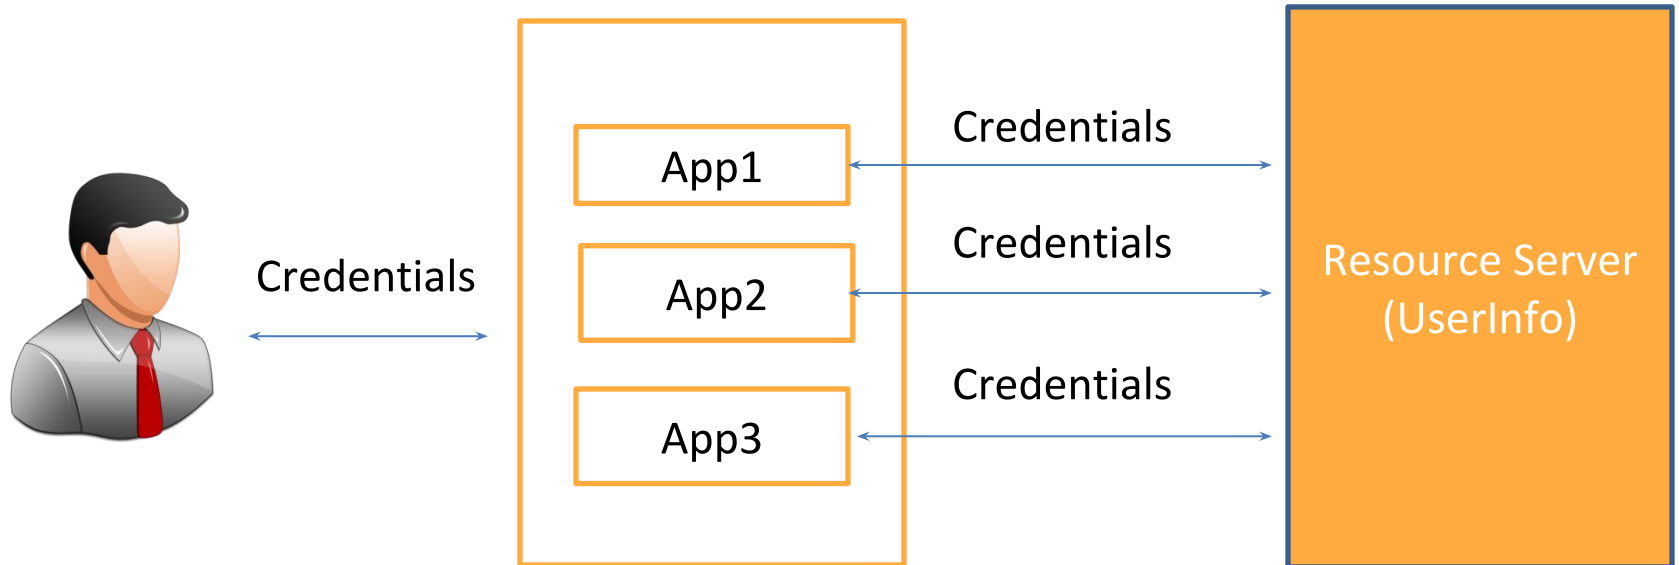 Credentials
App1
App2
App3
Credentials
Credentials
Credentials
Resource Server
(UserInfo)